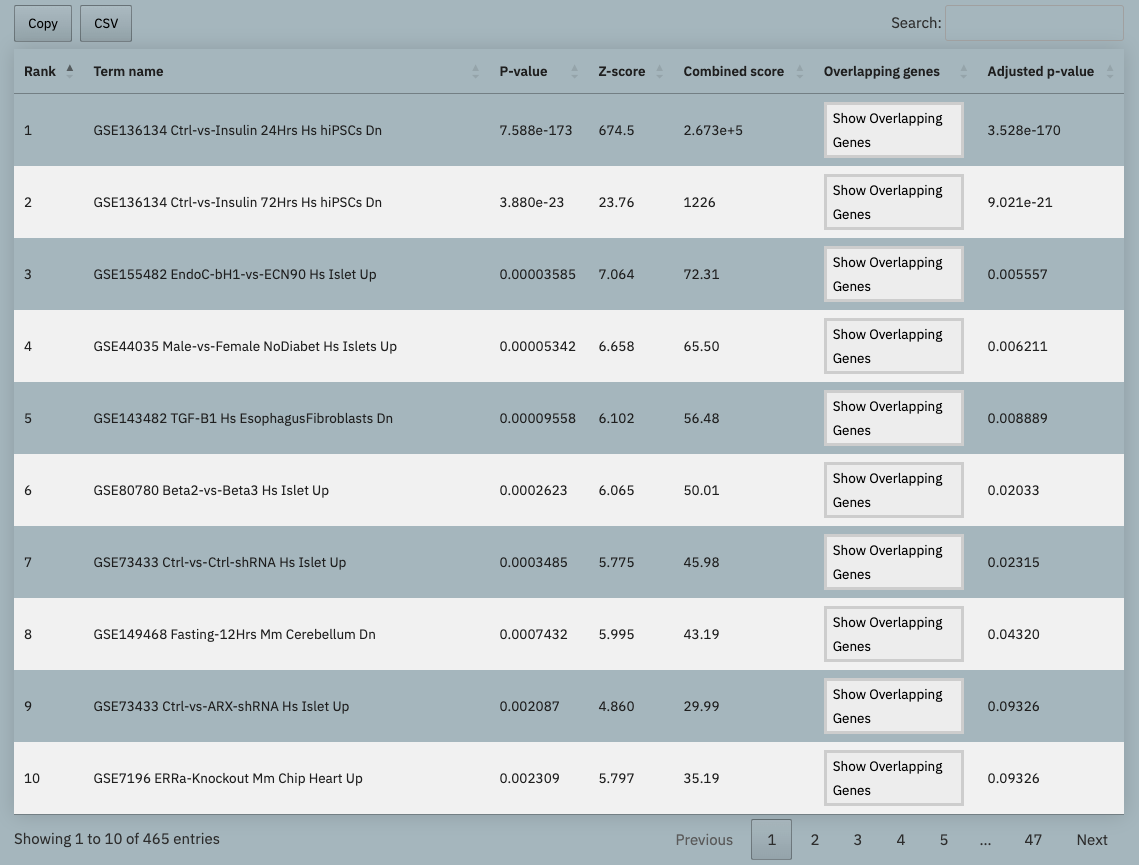 Copy CSV Search:
Rank Term name P-value Z-score Combined score Overlapping genes Adjusted p-value
1 GSE136134 Ctrl-vs-Insulin 24Hrs Hs hiPSCs Dn 7.588e-173 674.5 2.673e+5 Show Overlapping Genes 3.528e-170
2 GSE136134 Ctrl-vs-Insulin 72Hrs Hs hiPSCs Dn 3.880e-23 23.76 1226 Show Overlapping Genes 9.021e-21
3 GSE155482 EndoC-bH1-vs-ECN90 Hs Islet Up 0.00003585 7.064 72.31 Show Overlapping Genes 0.005557
4 GSE44035 Male-vs-Female NoDiabet Hs Islets Up 0.00005342 6.658 65.50 Show Overlapping Genes 0.006211
5 GSE143482 TGF-B1 Hs EsophagusFibroblasts Dn 0.00009558 6.102 56.48 Show Overlapping Genes 0.008889
6 GSE80780 Beta2-vs-Beta3 Hs Islet Up 0.0002623 6.065 50.01 Show Overlapping Genes 0.02033
7 GSE73433 Ctrl-vs-Ctrl-shRNA Hs Islet Up 0.0003485 5.775 45.98 Show Overlapping Genes 0.02315
8 GSE149468 Fasting-12Hrs Mm Cerebellum Dn 0.0007432 5.995 43.19 Show Overlapping Genes 0.04320
9 GSE73433 Ctrl-vs-ARX-shRNA Hs Islet Up 0.002087 4.860 29.99 Show Overlapping Genes 0.09326
10 GSE7196 ERRa-Knockout Mm Chip Heart Up 0.002309 5.797 35.19 Show Overlapping Genes 0.09326
Showing 1 to 10 of 465 entries Previous 1 2 3 4 5 ... 47 Next